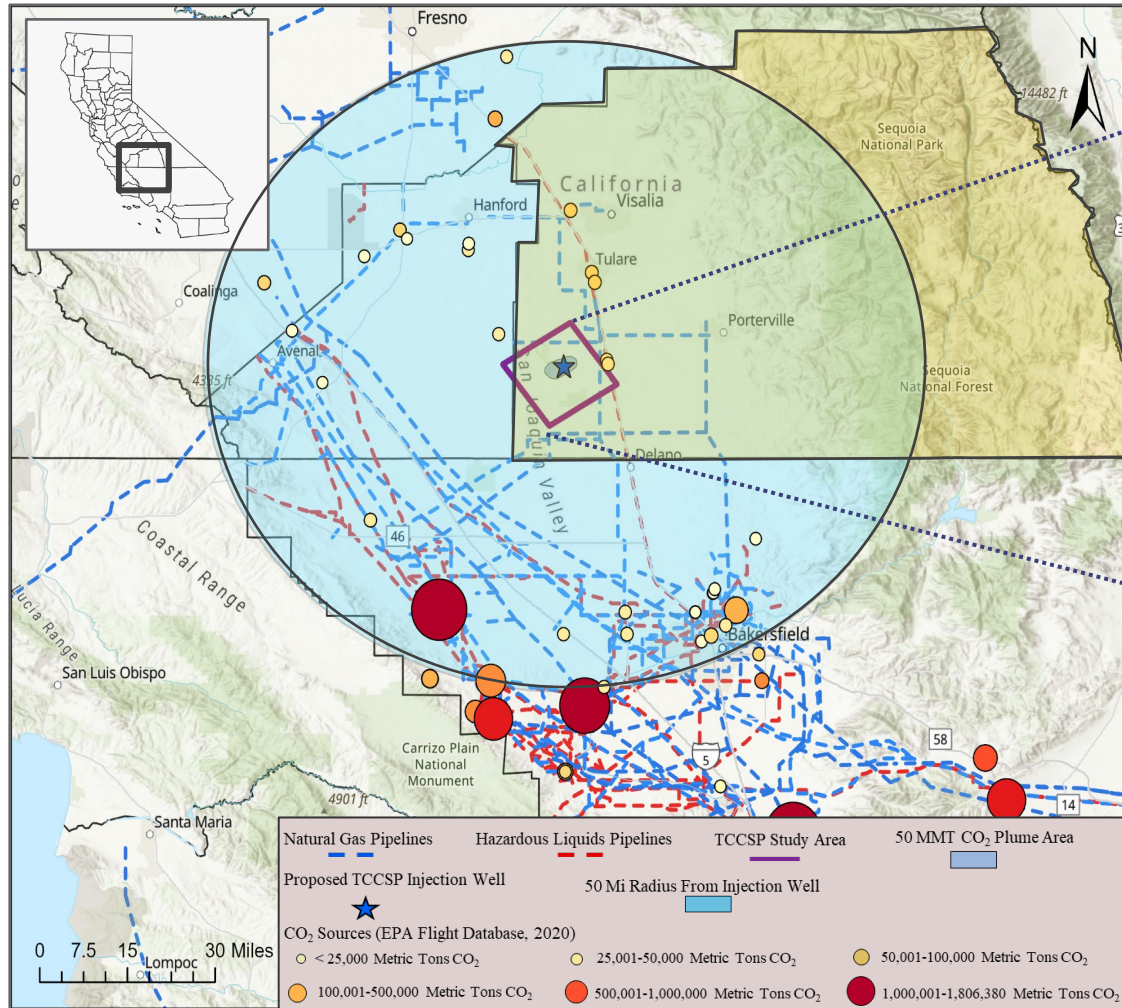 Fresno
N
14482 ft
Sequoia
National Park
California
Hanford
Visalia
Tulare
Coalinga
Porterville
Avenal
4385 ft
San Joaquin Valley
Sequoia
National Forest
Delano
46
Coastal Range
Lucia Range
Bakersfield
San Luis Obispo
Carrizo Plain
National
Monument
58
5
4901 ft
14
Santa Maria
Natural Gas Pipelines
Hazardous Liquids Pipelines
TCCSP Study Area
50 MMT CO₂ Plume Area
Proposed TCCSP Injection Well
50 Mi Radius From Injection Well
CO₂ Sources (EPA Flight Database, 2020)
< 25,000 Metric Tons CO₂
25,001-50,000 Metric Tons CO₂
50,001-100,000 Metric Tons CO₂
100,001-500,000 Metric Tons CO₂
500,001-1,000,000 Metric Tons CO₂
1,000,001-1,806,380 Metric Tons CO₂
0 7.5 15 30 Miles
Lompoc